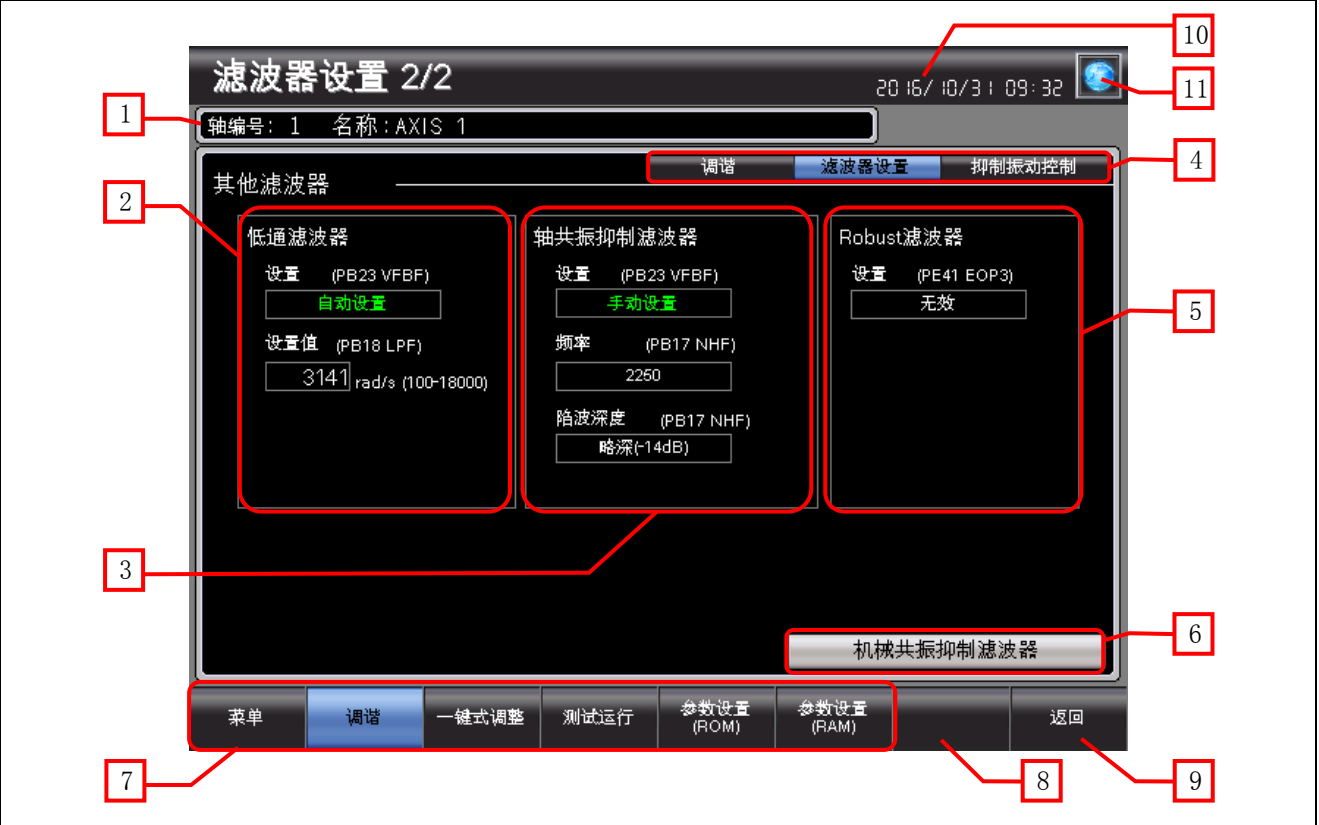 10
滤波器设置 2/2
2016/10/31 09:32
11
1
轴编号: 1 名称:AXIS 1
调谐 滤波器设置 抑制振动控制
4
其他滤波器
2
低通滤波器
设置 (PB23 VFBF)
自动设置
设置值 (PB18 LPF)
3141 rad/s (100-18000)
轴共振抑制滤波器
设置 (PB23 VFBF)
手动设置
频率 (PB17 NHF)
2250
陷波深度 (PB17 NHF)
略深(-14dB)
Robust滤波器
设置 (PE41 EOP3)
无效
5
3
6
机械共振抑制滤波器
菜单 调谐 一键式调整 测试运行 参数设置 参数设置 返回
(ROM) (RAM)
7
8
9